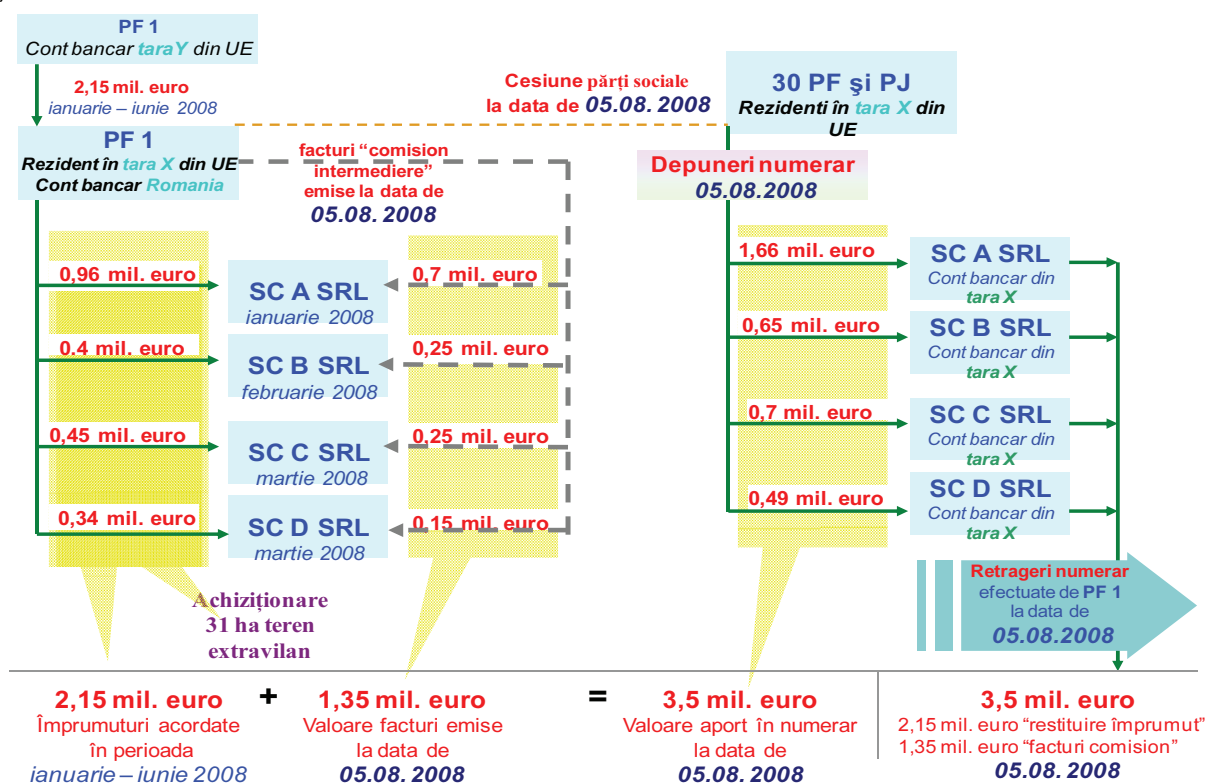 PF 1
Cont bancar tara Y din UE
2,15 mil. euro
ianuarie – iunie 2008
PF 1
Rezident în tara X din UE
Cont bancar Romania
Cesiune părți sociale
la data de 05.08. 2008
30 PF şi PJ
Rezidenti în tara X din
UE
facturi “comision
intermediere”
emise la data de
05.08. 2008
Depuneri numerar
05.08.2008
0,96 mil. euro
SC A SRL
ianuarie 2008
0,7 mil. euro
0.4 mil. euro
SC B SRL
februarie 2008
0,25 mil. euro
0,45 mil. euro
SC C SRL
martie 2008
0,25 mil. euro
0,34 mil. euro
SC D SRL
martie 2008
0,15 mil. euro
1,66 mil. euro
SC A SRL
Cont bancar din
tara X
0,65 mil. euro
SC B SRL
Cont bancar din
tara X
0,7 mil. euro
SC C SRL
Cont bancar din
tara X
0,49 mil. euro
SC D SRL
Cont bancar din
tara X
Achiziționare
31 ha teren
extravilan
Retrageri numerar
efectuate de PF 1
la data de
05.08.2008
2,15 mil. euro
Împrumuturi acordate
în perioada
ianuarie – iunie 2008
+
1,35 mil. euro
Valoare facturi emise
la data de
05.08. 2008
=
3,5 mil. euro
Valoare aport în numerar
la data de
05.08. 2008
3,5 mil. euro
2,15 mil. euro “restituire împrumut”
1,35 mil. euro “facturi comision”
05.08. 2008